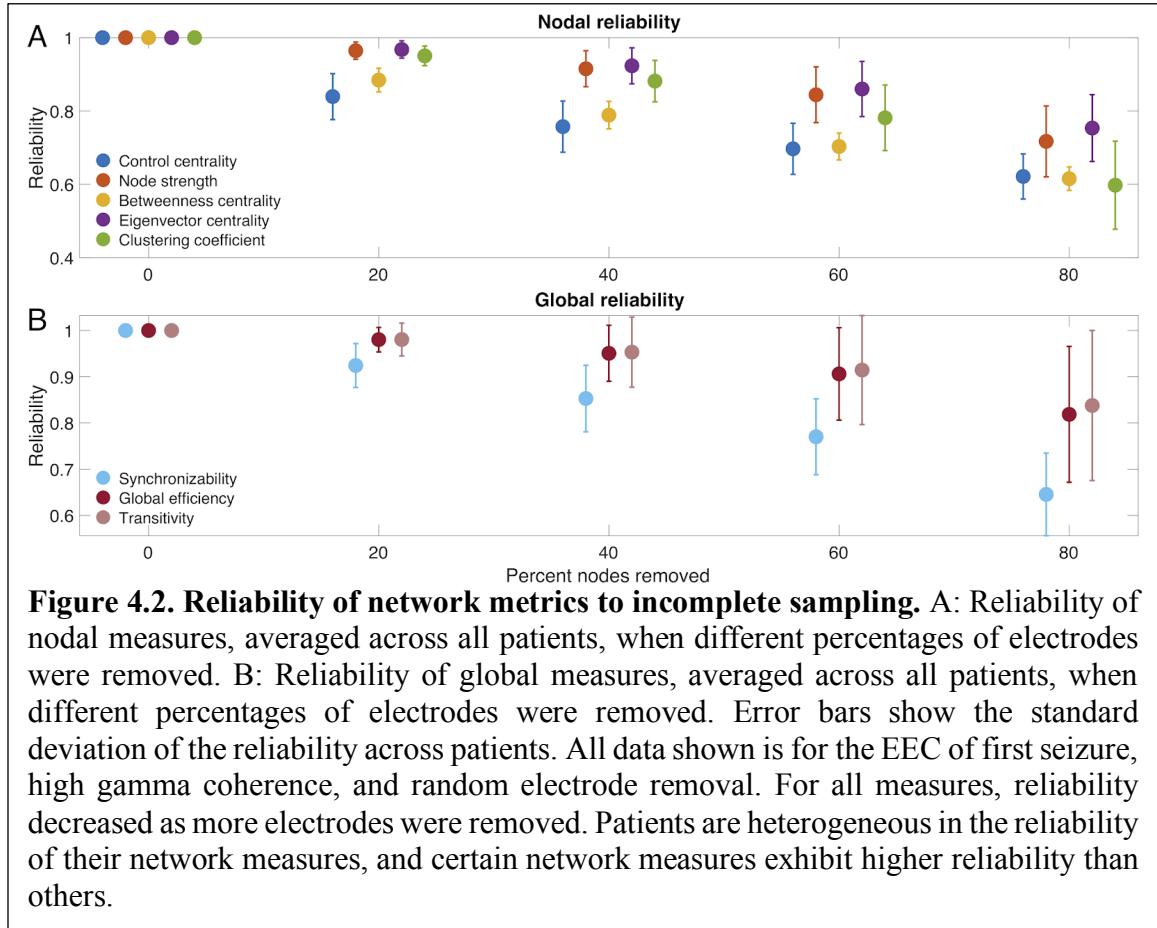 A
Nodal reliability
1
0.8
0.6
0.4
Reliability
Control centrality
Node strength
Betweenness centrality
Eigenvector centrality
Clustering coefficient
0 20 40 60 80
B
Global reliability
1
0.9
0.8
0.7
0.6
Reliability
Synchronizability
Global efficiency
Transitivity
0 20 40 60 80
Percent nodes removed
Figure 4.2. Reliability of network metrics to incomplete sampling. A: Reliability of
nodal measures, averaged across all patients, when different percentages of electrodes
were removed. B: Reliability of global measures, averaged across all patients, when
different percentages of electrodes were removed. Error bars show the standard
deviation of the reliability across patients. All data shown is for the EEC of first seizure,
high gamma coherence, and random electrode removal. For all measures, reliability
decreased as more electrodes were removed. Patients are heterogeneous in the reliability
of their network measures, and certain network measures exhibit higher reliability than
others.